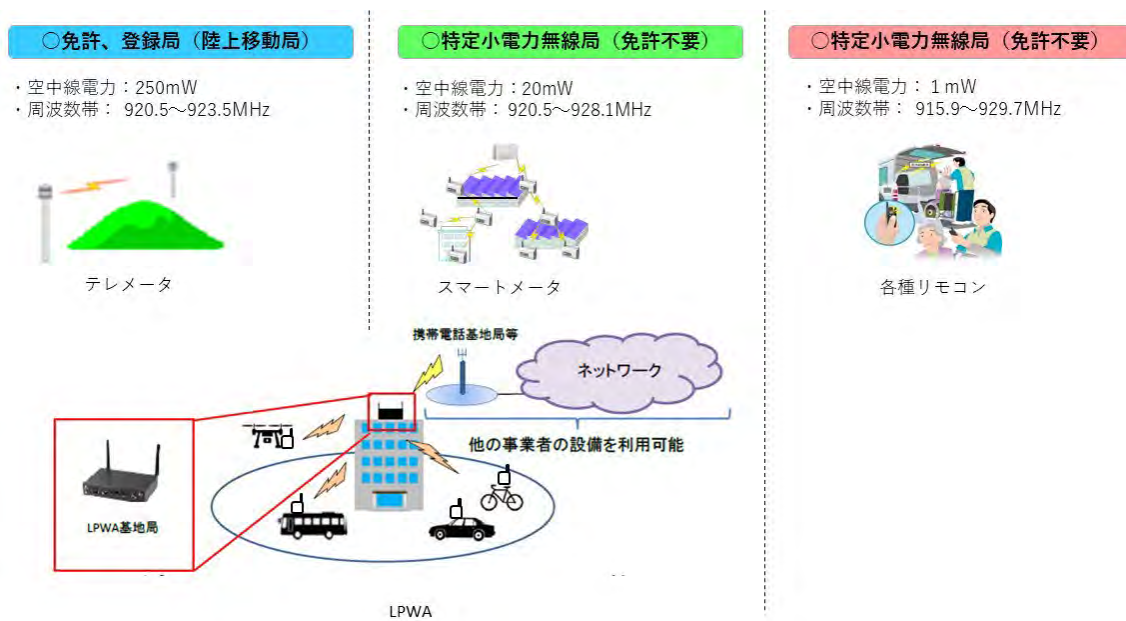 ○免許、登録局（陸上移動局）
・空中線電力：250mW
・周波数帯： 920.5～923.5MHz
テレメータ
○特定小電力無線局（免許不要）
・空中線電力：20mW
・周波数帯：920.5～928.1MHz
スマートメータ
○特定小電力無線局（免許不要）
・空中線電力：１mW
・周波数帯： 915.9～929.7MHz
各種リモコン
携帯電話基地局等
ネットワーク
他の事業者の設備を利用可能
LPWA基地局
LPWA